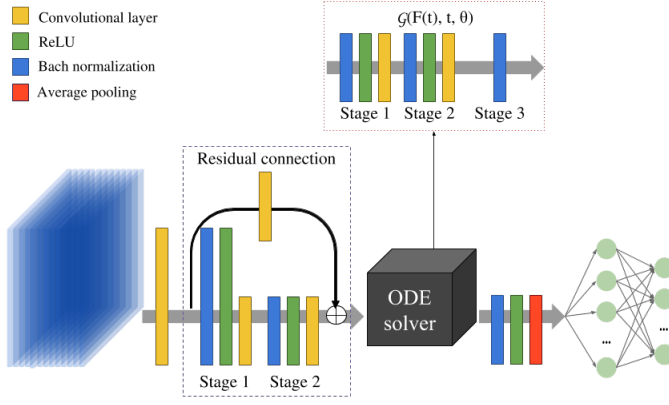 Convolutional layer
ReLU
Bach normalization
Average pooling
𝒢(F(t), t, θ)
Stage 1 Stage 2 Stage 3
Residual connection
ODE
solver
Stage 1 Stage 2
...
...